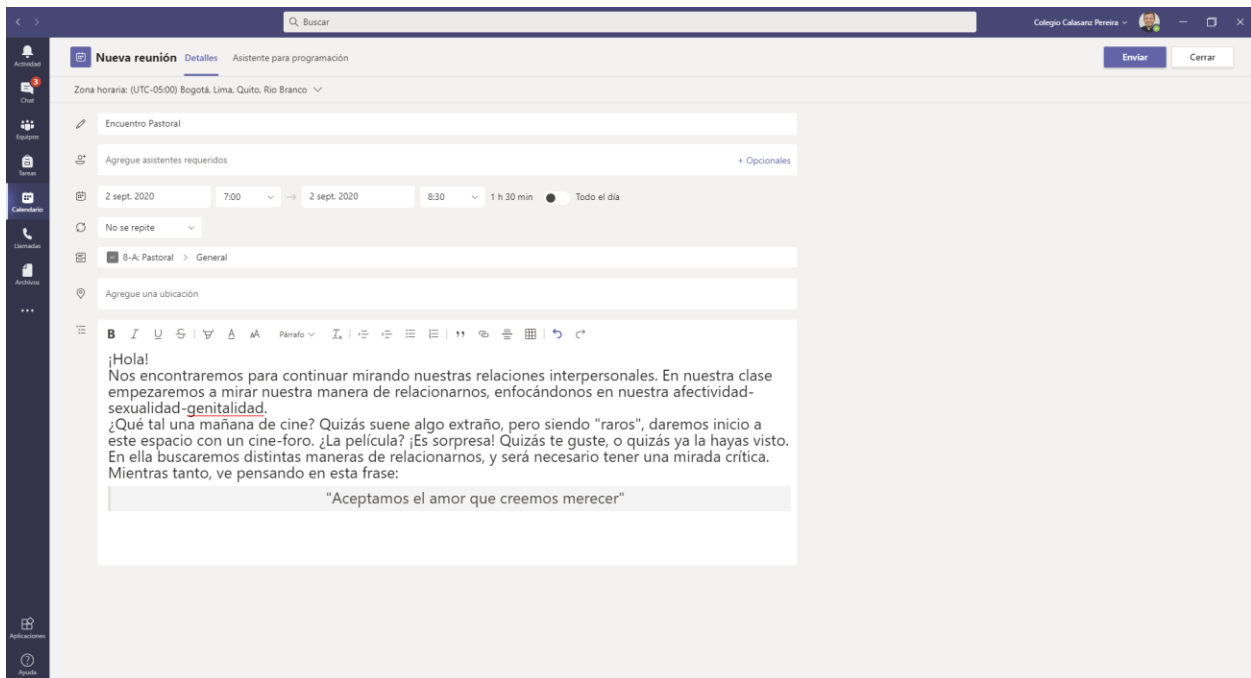 Buscar
Colegio Calasanz Pereira
Actividad
3
Chat
Equipos
Tareas
Calendario
Llamadas
Archivos
Aplicaciones
Ayuda
Nueva reunión Detalles Asistente para programación
Enviar Cerrar
Zona horaria: (UTC-05:00) Bogotá, Lima, Quito, Rio Branco
Encuentro Pastoral
Agregue asistentes requeridos + Opcionales
2 sept. 2020 7:00 → 2 sept. 2020 8:30 1 h 30 min Todo el día
No se repite
8-A: Pastoral > General
Agregue una ubicación
B I U S A AA Párrafo
¡Hola!
Nos encontraremos para continuar mirando nuestras relaciones interpersonales. En nuestra clase
empezaremos a mirar nuestra manera de relacionarnos, enfocándonos en nuestra afectividad-
sexualidad-genitalidad.
¿Qué tal una mañana de cine? Quizás suene algo extraño, pero siendo "raros", daremos inicio a
este espacio con un cine-foro. ¿La película? ¡Es sorpresa! Quizás te guste, o quizás ya la hayas visto.
En ella buscaremos distintas maneras de relacionarnos, y será necesario tener una mirada crítica.
Mientras tanto, ve pensando en esta frase:
"Aceptamos el amor que creemos merecer"